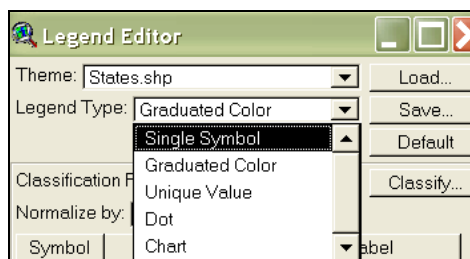 Legend Editor
Theme: States.shp Load...
Legend Type: Graduated Color Save...
Single Symbol Default
Graduated Color
Classification F Unique Value Classify...
Normalize by: Dot
Symbol Chart abel